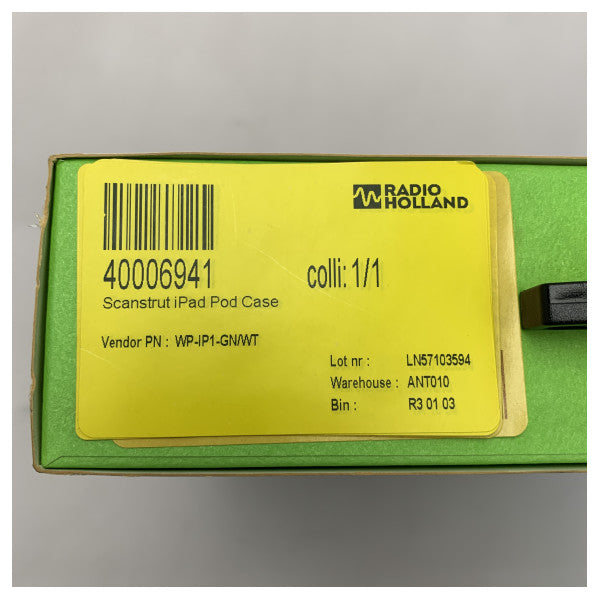 RADIO
HOLLAND
40006941 colli: 1/1
Scanstrut iPad Pod Case
Vendor PN : WP-IP1-GN/WT
Lot nr : LN57103594
Warehouse : ANT010
Bin : R3 01 03